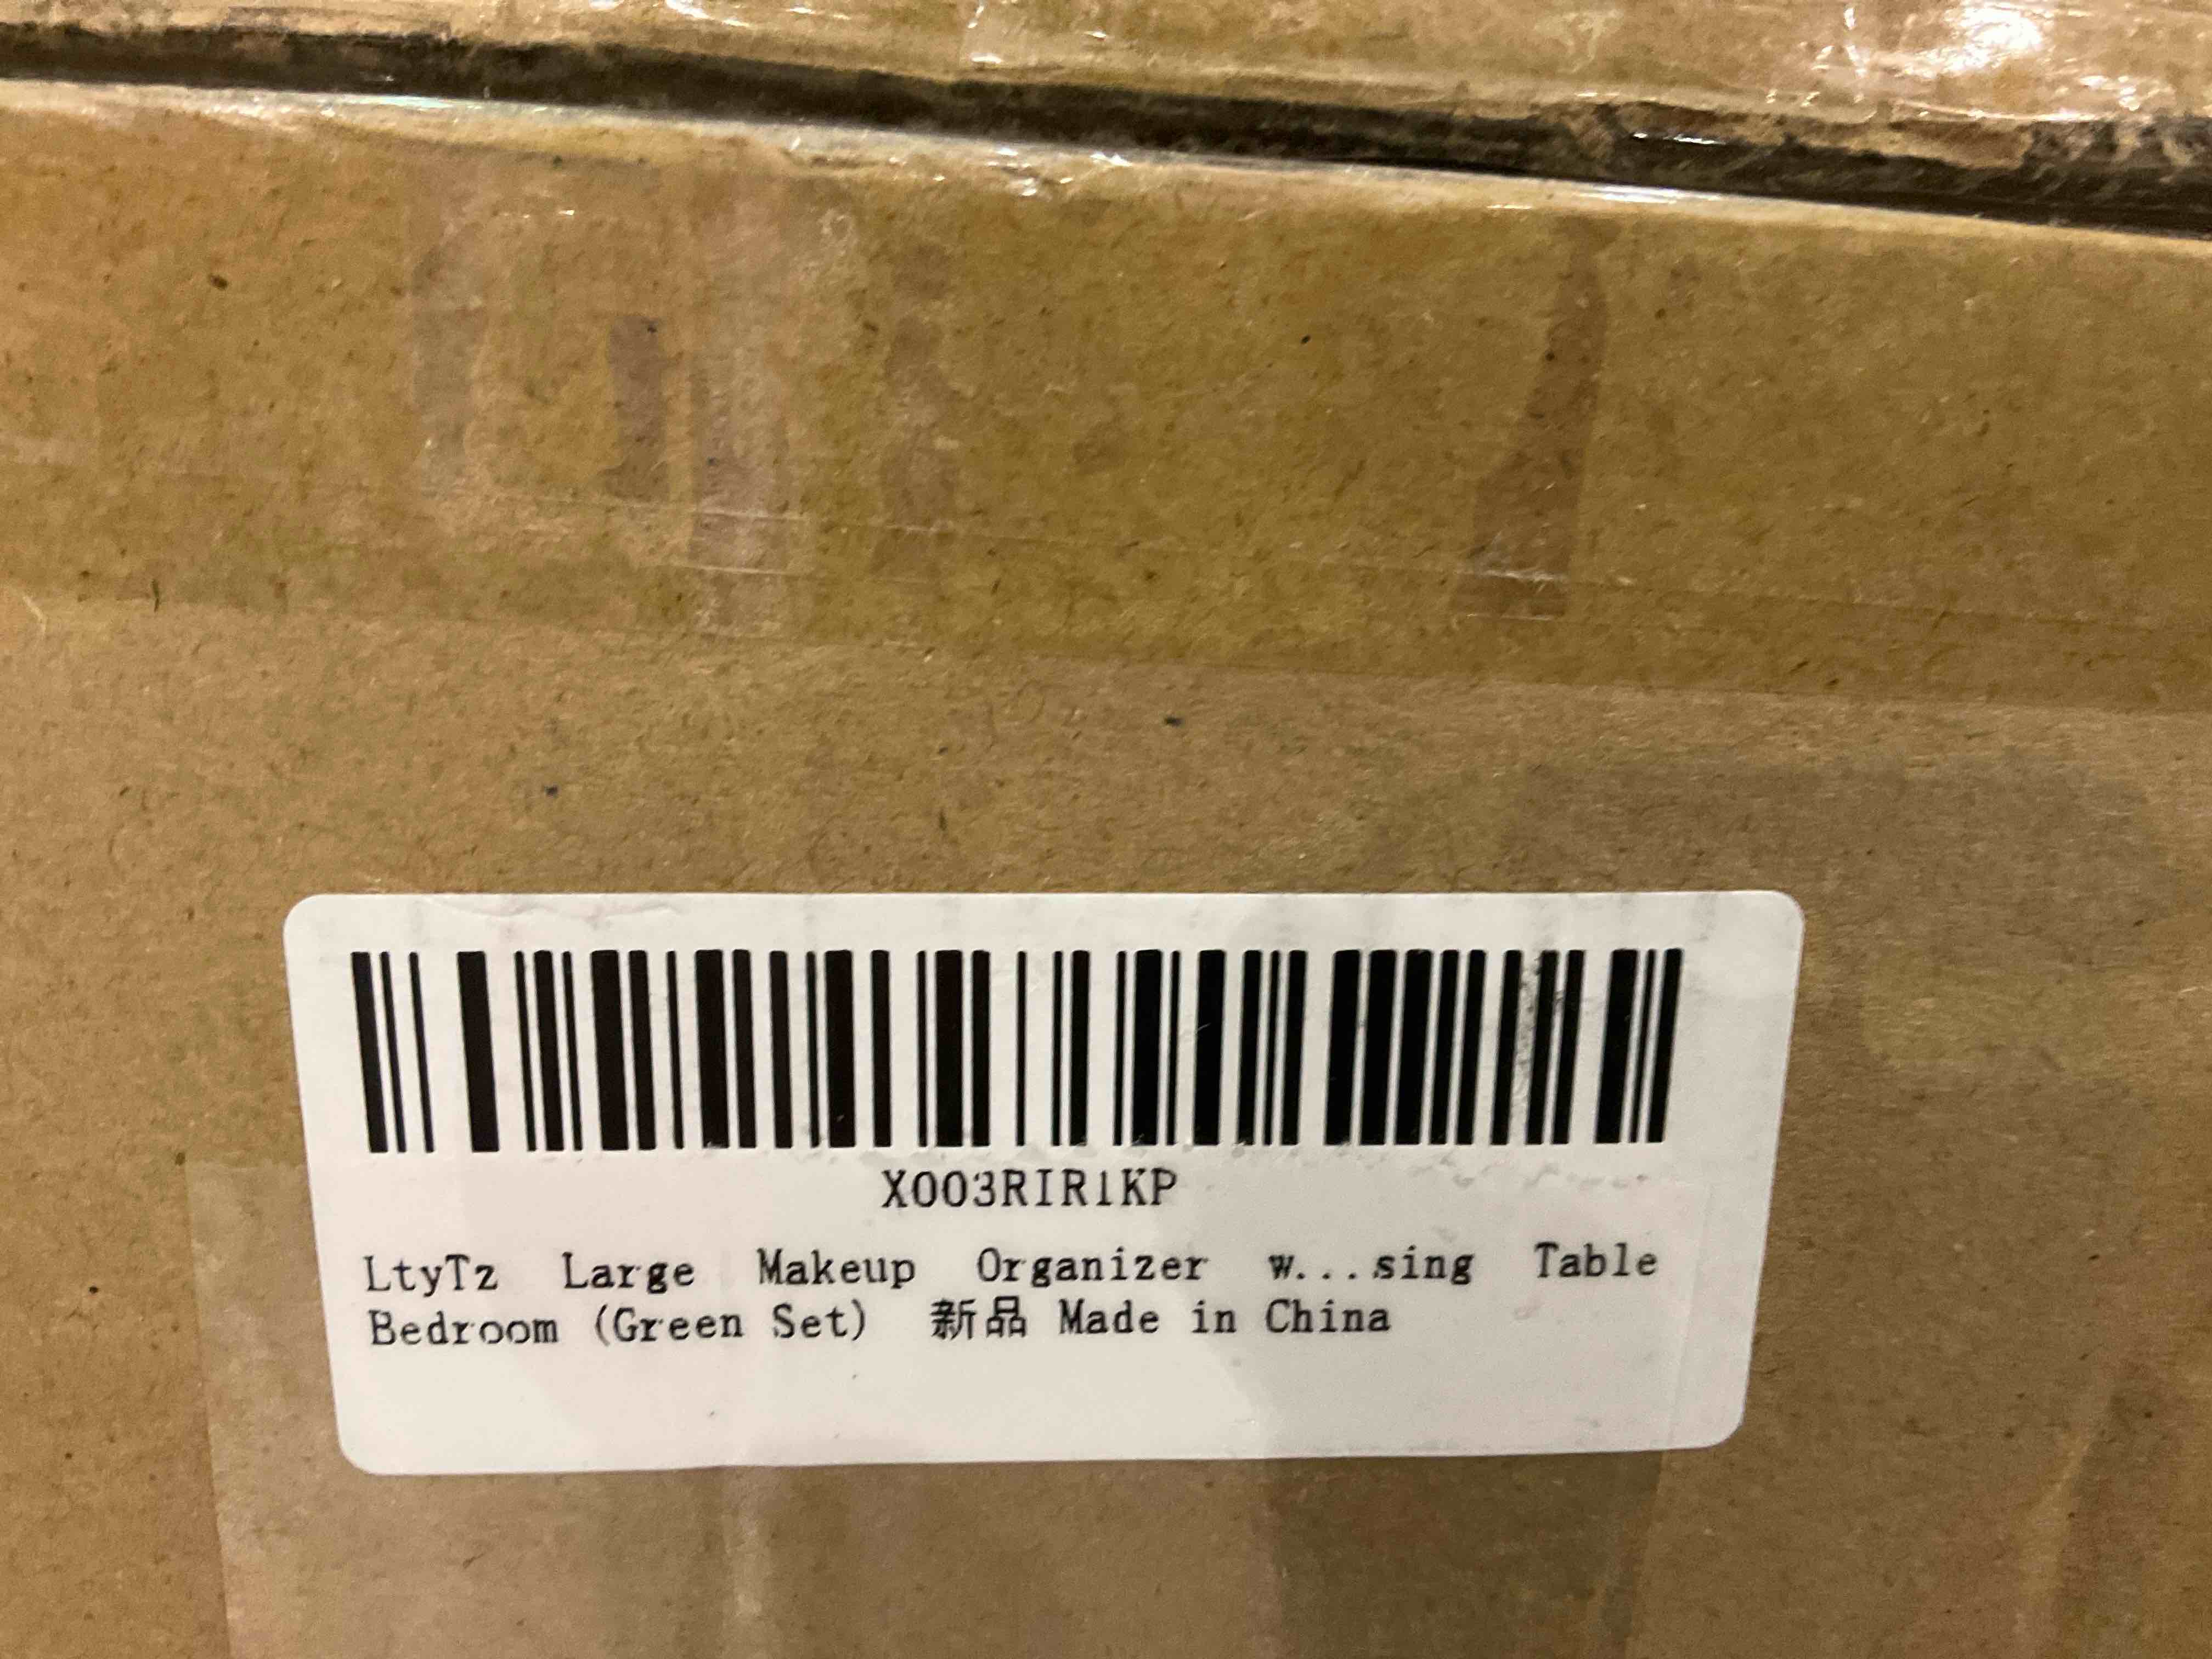 X003RIR1KP
LtyTz Large Makeup Organizer w...sing Table
Bedroom (Green Set) 新品 Made in China